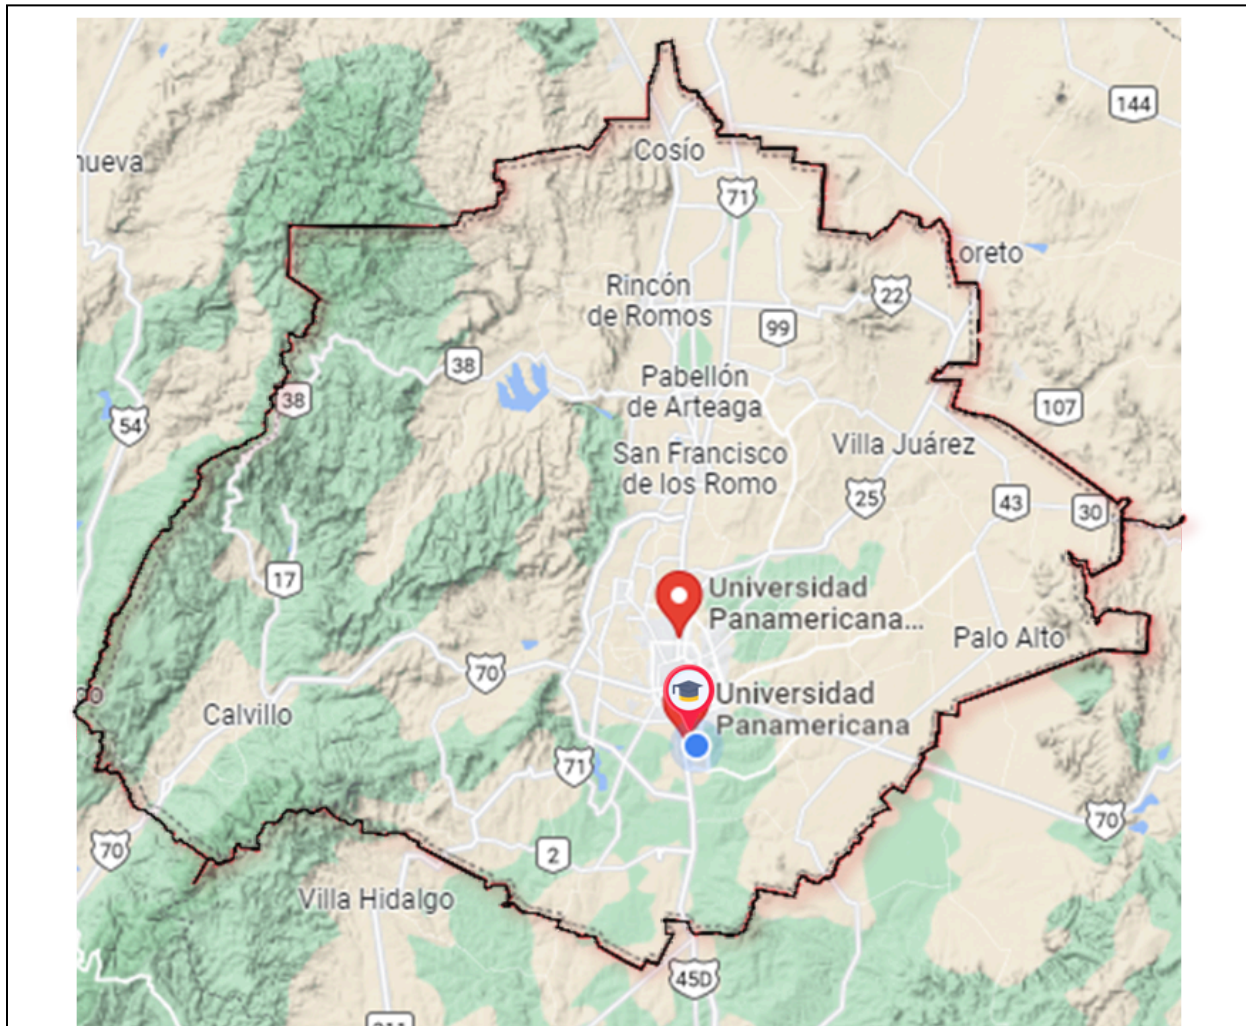 144
nueva
Cosío
71
Loreto
Rincón
de Romos
22
99
38
Pabellón
de Arteaga
38
107
54
Villa Juárez
San Francisco
de los Romo
25
43
30
17
Universidad
Panamericana...
Palo Alto
70
co
Universidad
Panamericana
Calvillo
71
70
70
2
Villa Hidalgo
45D